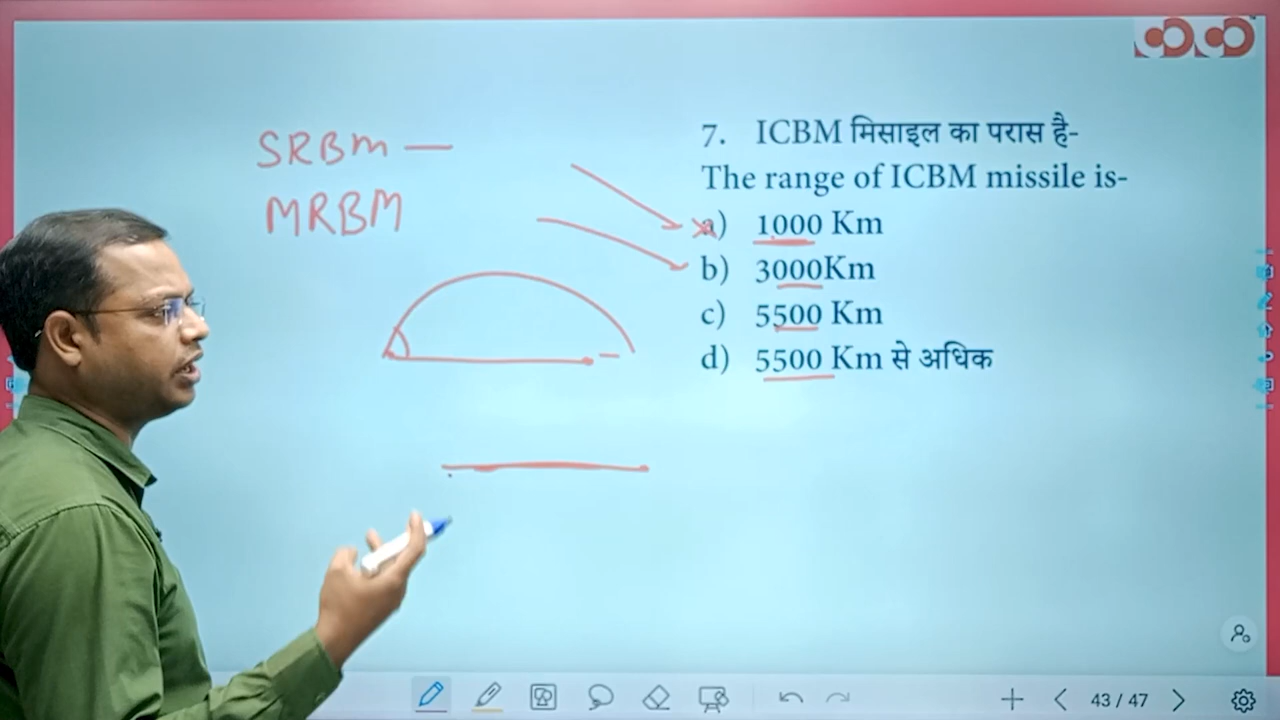 SRBM —
MRBM
7. ICBM मिसाइल का परास है-
The range of ICBM missile is-
a) 1000 Km
b) 3000Km
c) 5500 Km
d) 5500 Km से अधिक
43 / 47